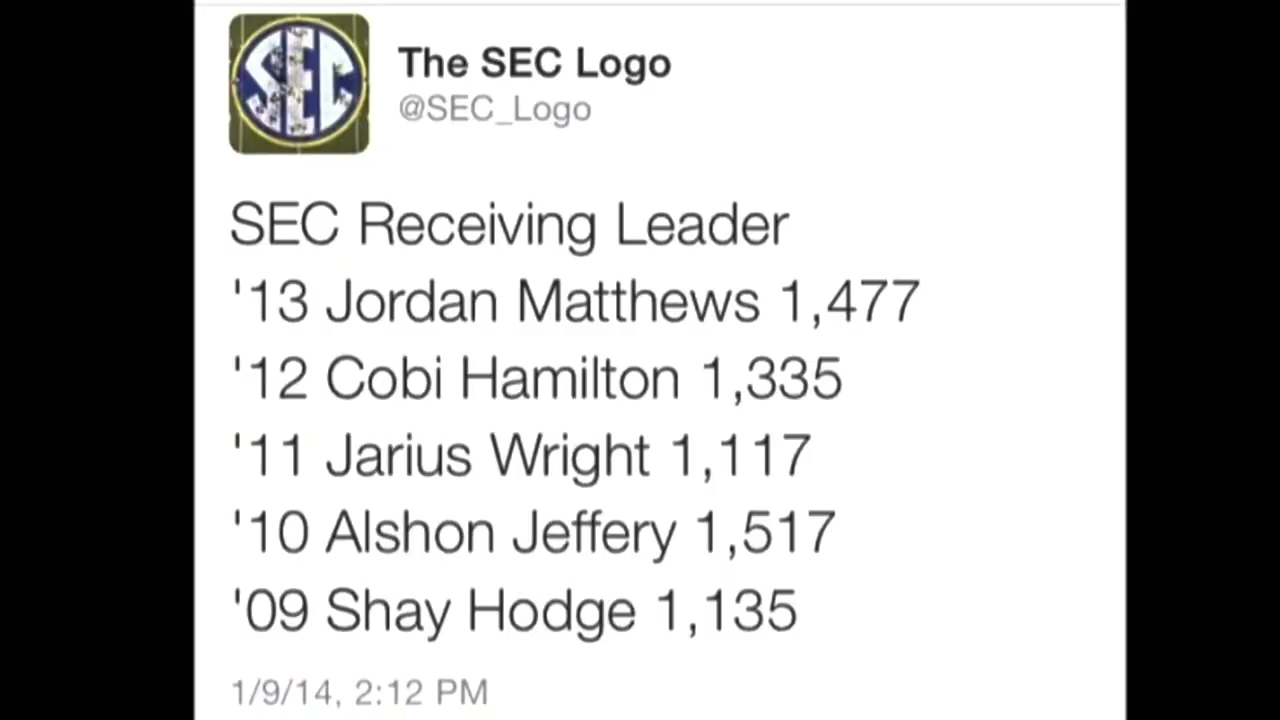 SEC
The SEC Logo
@SEC_Logo
SEC Receiving Leader
'13 Jordan Matthews 1,477
'12 Cobi Hamilton 1,335
'11 Jarius Wright 1,117
'10 Alshon Jeffery 1,517
'09 Shay Hodge 1,135
1/9/14, 2:12 PM